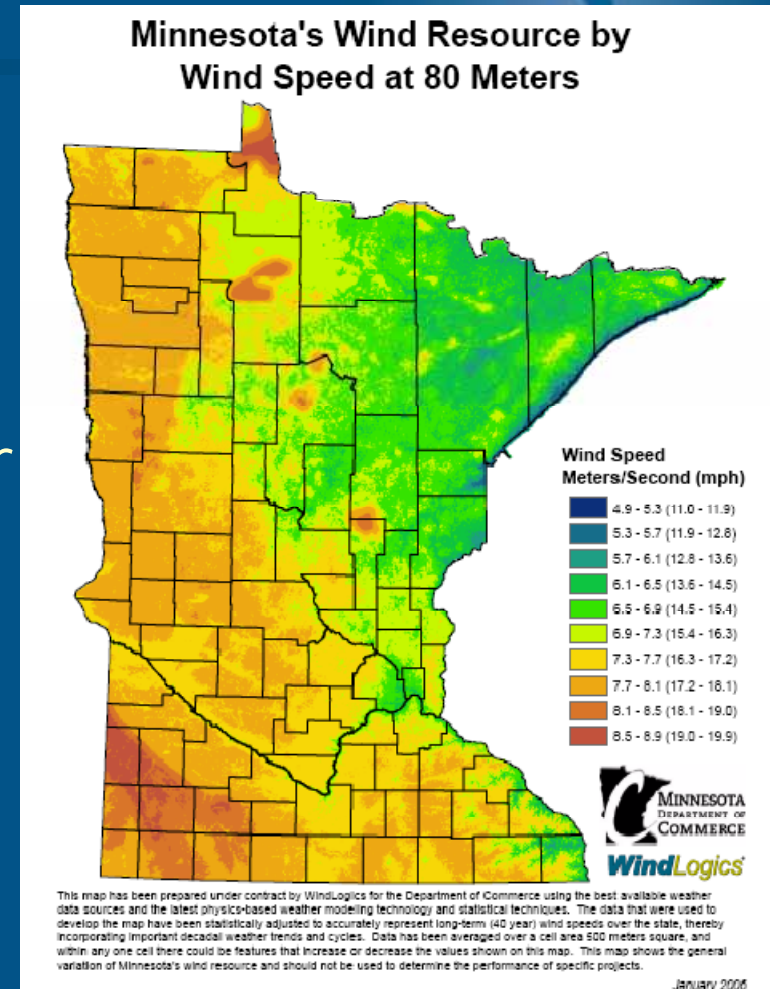 Minnesota's Wind Resource by
Wind Speed at 80 Meters
Wind Speed
Meters/Second (mph)
4.9 - 5.3 (11.0 - 11.9)
5.3 - 5.7 (11.9 - 12.8)
5.7 - 6.1 (12.8 - 13.6)
6.1 - 6.5 (13.6 - 14.5)
6.5 - 6.9 (14.5 - 15.4)
6.9 - 7.3 (15.4 - 16.3)
7.3 - 7.7 (16.3 - 17.2)
7.7 - 8.1 (17.2 - 18.1)
8.1 - 8.5 (18.1 - 19.0)
8.5 - 8.9 (19.0 - 19.9)
MINNESOTA
DEPARTMENT OF
COMMERCE
WindLogics
This map has been prepared under contract by WindLogics for the Department of Commerce using the best available weather
data sources and the latest physics-based weather modeling technology and statistical techniques. The data that were used to
develop the map have been statistically adjusted to accurately represent long-term (40 year) wind speeds over the state, thereby
incorporating important decadal weather trends and cycles. Data has been averaged over a cell area 500 meters square, and
within any one cell there could be features that increase or decrease the values shown on this map. This map shows the general
variation of Minnesota's wind resource and should not be used to determine the performance of specific projects.
January 2006